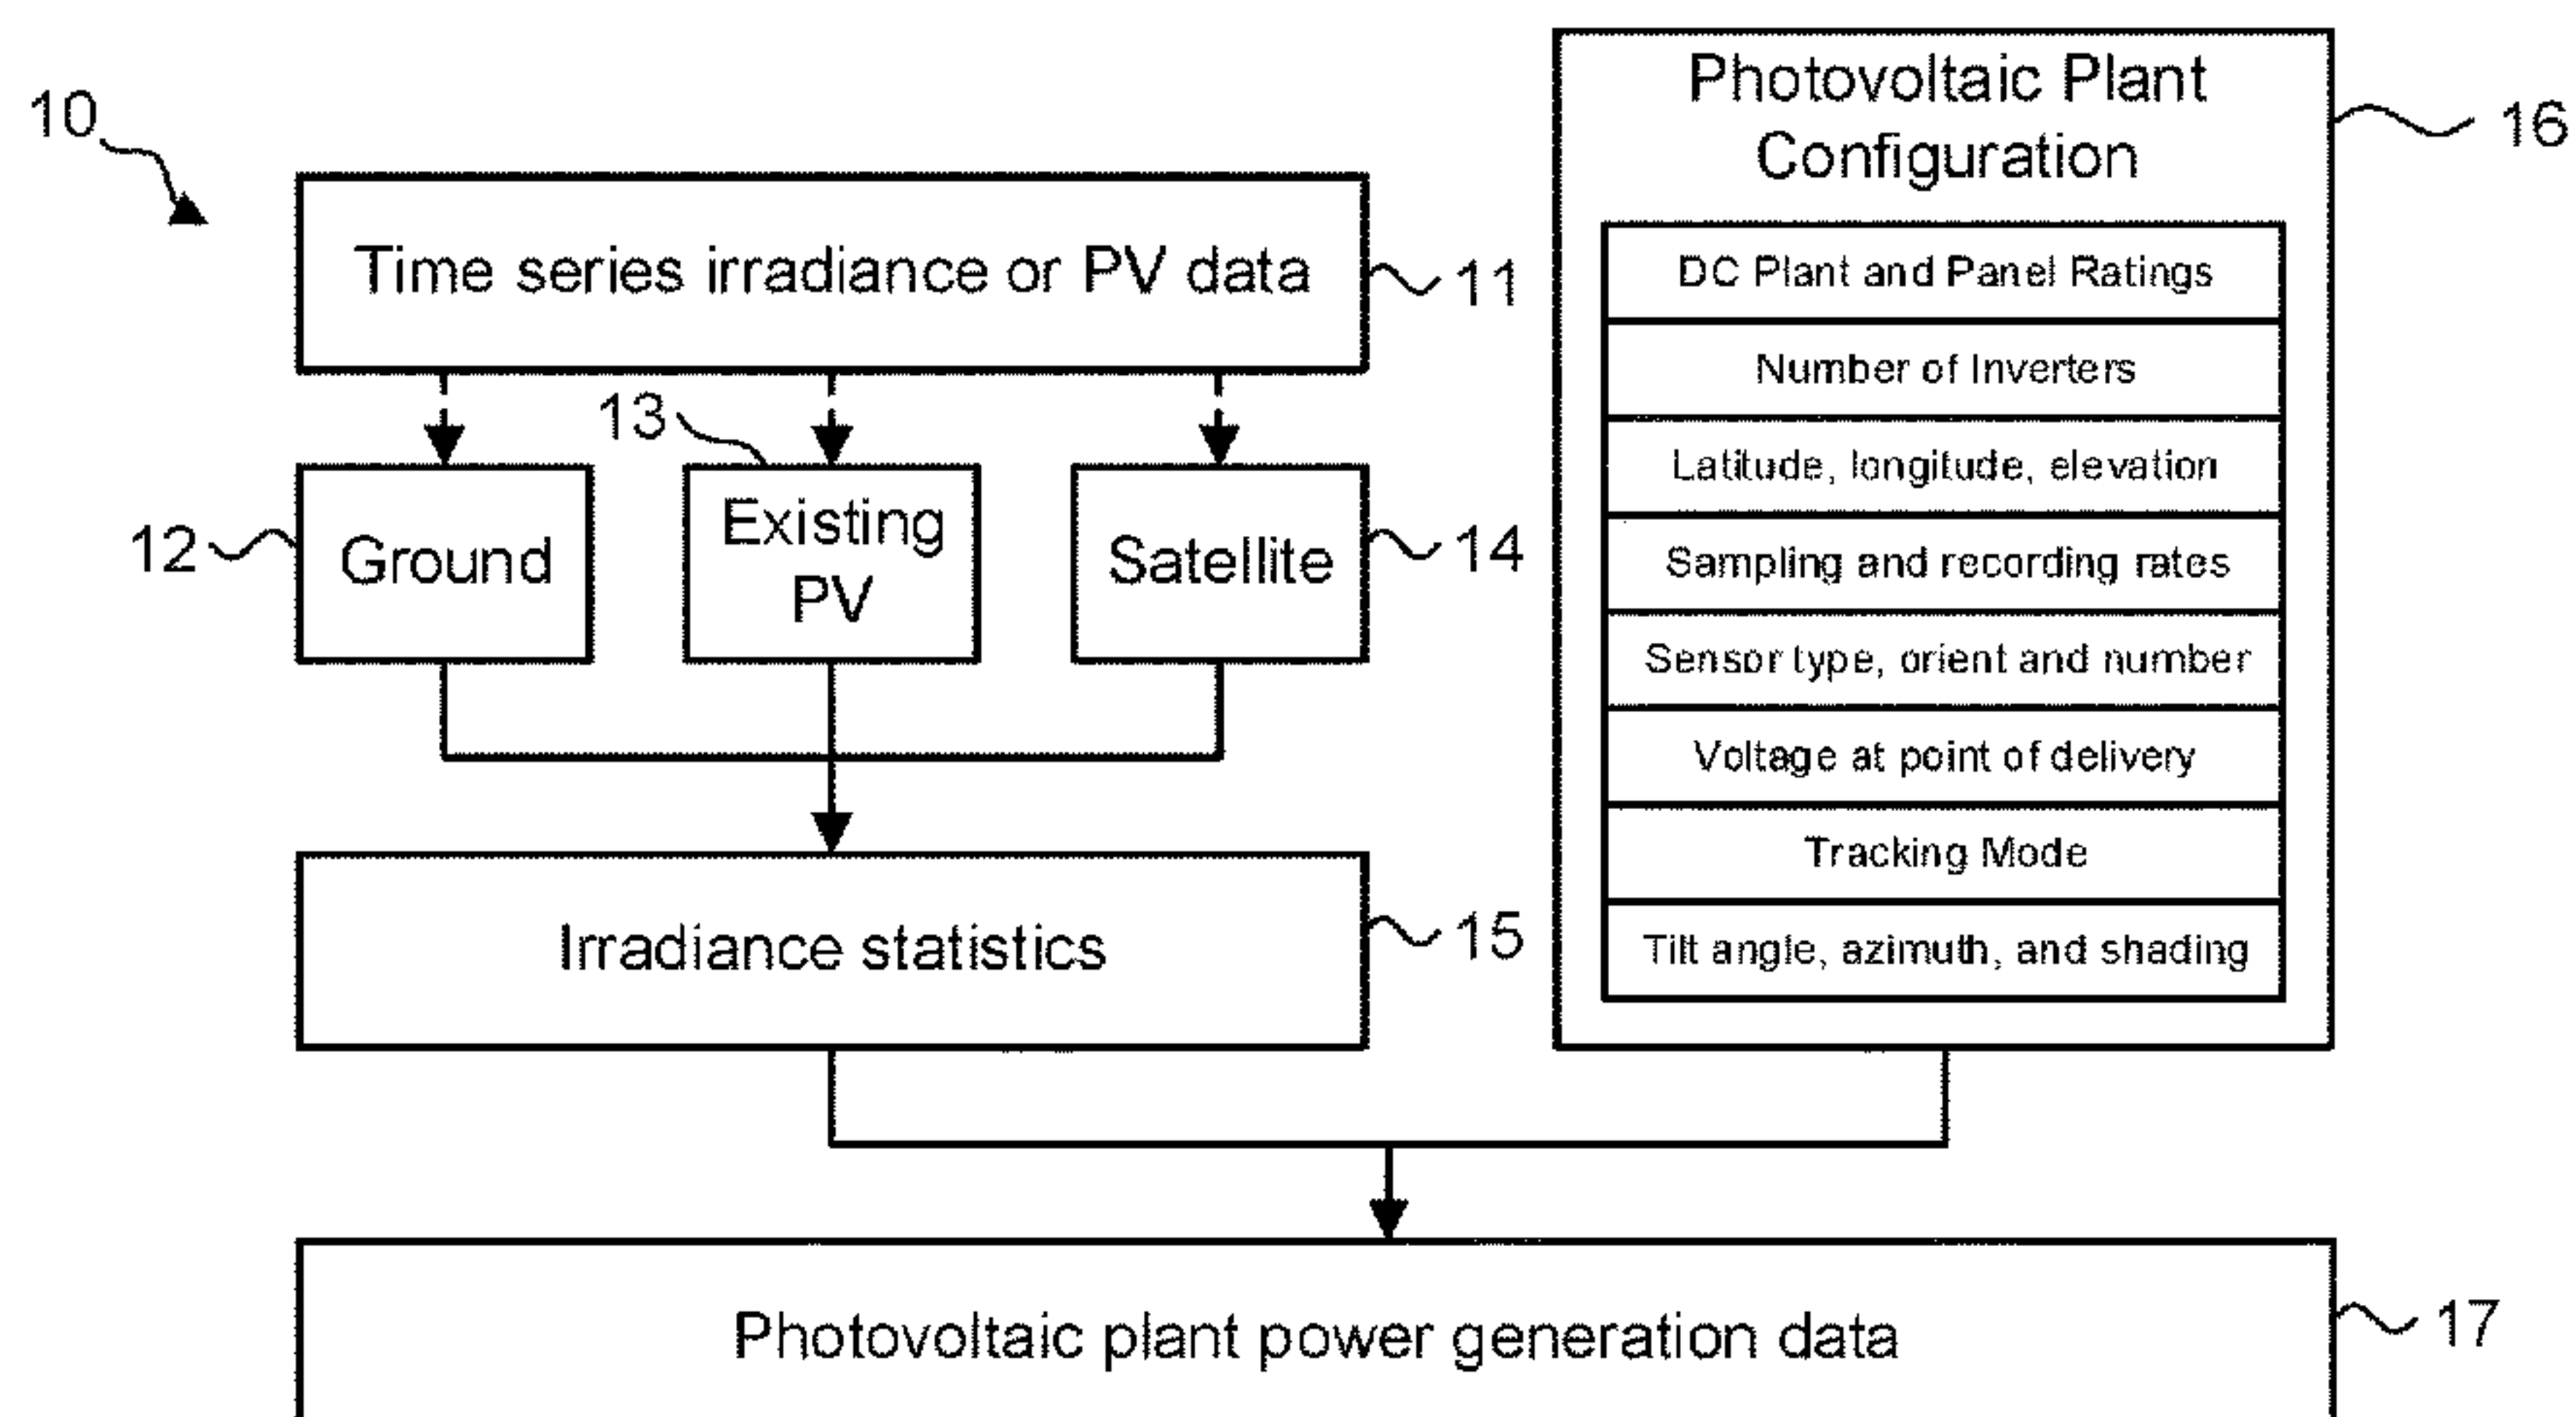 10
Time series irradiance or PV data
11
12
Ground
13
Existing
PV
Satellite
14
Irradiance statistics
15
Photovoltaic Plant
Configuration
16
DC Plant and Panel Ratings
Number of Inverters
Latitude, longitude, elevation
Sampling and recording rates
Sensor type, orient and number
Voltage at point of delivery
Tracking Mode
Tilt angle, azimuth, and shading
Photovoltaic plant power generation data
17